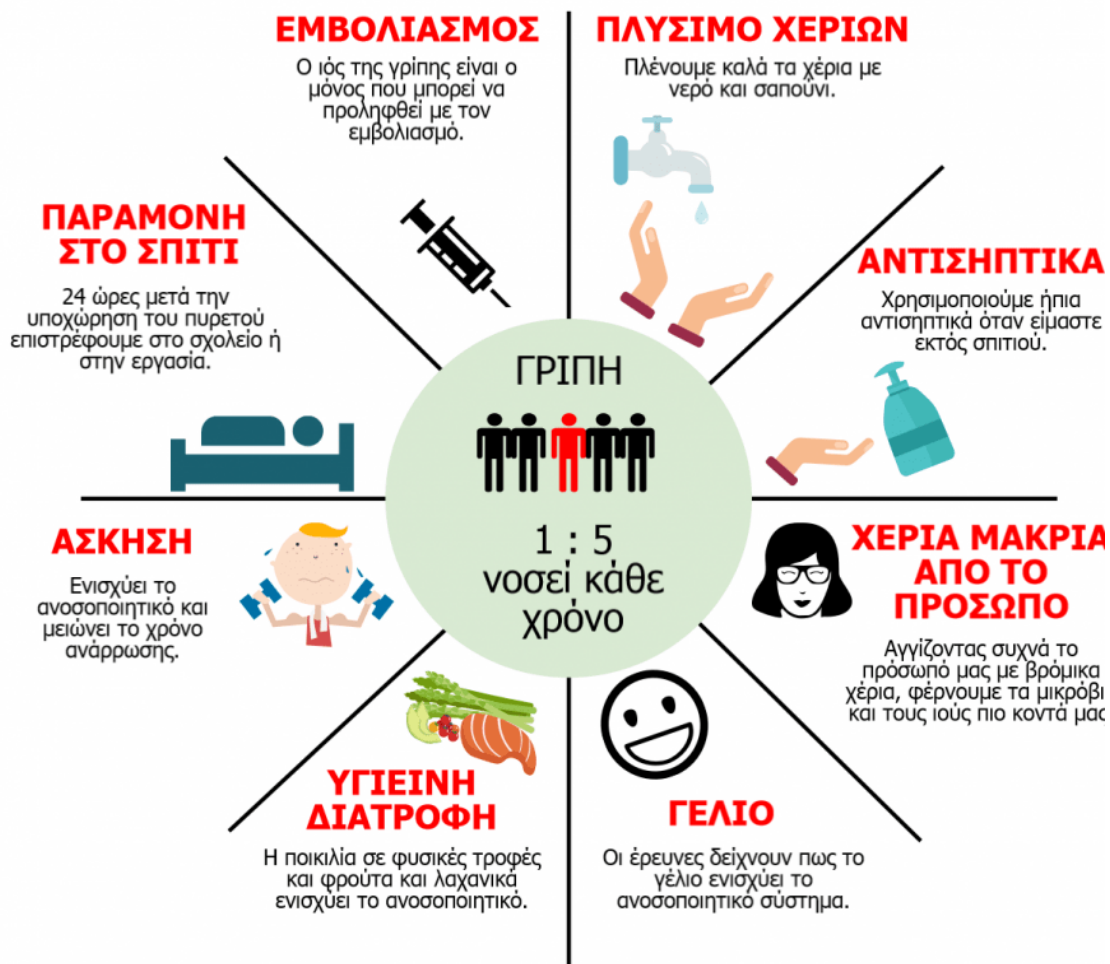 ΕΜΒΟΛΙΑΣΜΟΣ
Ο ιός της γρίπης είναι ο
μόνος που μπορεί να
προληφθεί με τον
εμβολιασμό.
ΠΛΥΣΙΜΟ ΧΕΡΙΩΝ
Πλένουμε καλά τα χέρια με
νερό και σαπούνι.
ΑΝΤΙΣΗΠΤΙΚΑ
Χρησιμοποιούμε ήπια
αντισηπτικά όταν είμαστε
εκτός σπιτιού.
ΧΕΡΙΑ ΜΑΚΡΙΑ
ΑΠΟ ΤΟ
ΠΡΟΣΩΠΟ
Αγγίζοντας συχνά το
πρόσωπό μας με βρόμικα
χέρια, φέρνουμε τα μικρόβι
και τους ιούς πιο κοντά μας
ΓΕΛΙΟ
Οι έρευνες δείχνουν πως το
γέλιο ενισχύει το
ανοσοποιητικό σύστημα.
ΥΓΙΕΙΝΗ
ΔΙΑΤΡΟΦΗ
Η ποικιλία σε φυσικές τροφές
και φρούτα και λαχανικά
ενισχύει το ανοσοποιητικό.
ΑΣΚΗΣΗ
Ενισχύει το
ανοσοποιητικό και
μειώνει το χρόνο
ανάρρωσης.
ΠΑΡΑΜΟΝΗ
ΣΤΟ ΣΠΙΤΙ
24 ώρες μετά την
υποχώρηση του πυρετού
επιστρέφουμε στο σχολείο ή
στην εργασία.
ΓΡΙΠΗ
1 : 5
νοσεί κάθε
χρόνο